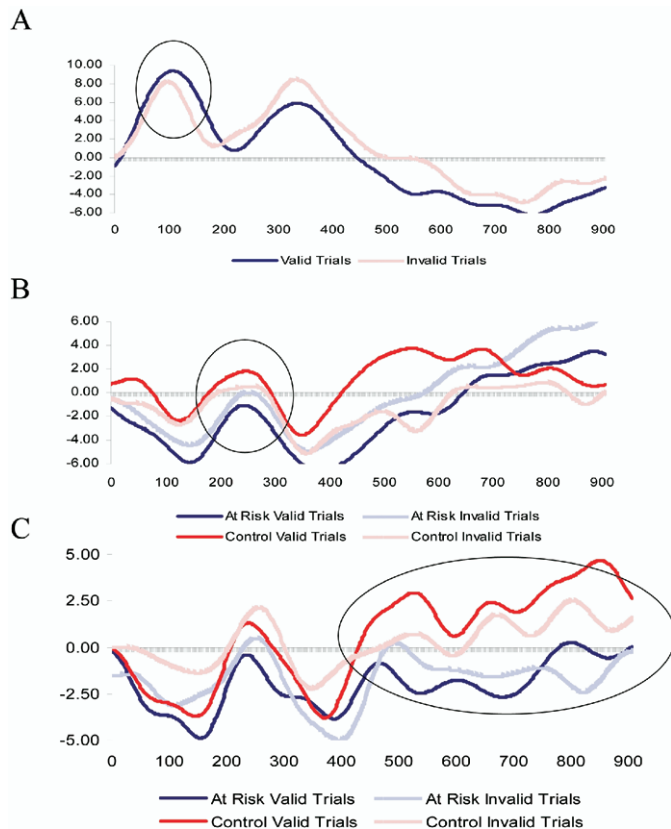 A
10.00
8.00
6.00
4.00
2.00
0.00
-2.00
-4.00
-6.00
0 100 200 300 400 500 600 700 800 900
Valid Trials Invalid Trials
B
6.00
4.00
2.00
0.00
-2.00
-4.00
-6.00
0 100 200 300 400 500 600 700 800 900
At Risk Valid Trials At Risk Invalid Trials
Control Valid Trials Control Invalid Trials
C
5.00
2.50
0.00
-2.50
-5.00
0 100 200 300 400 500 600 700 800 900
At Risk Valid Trials At Risk Invalid Trials
Control Valid Trials Control Invalid Trials